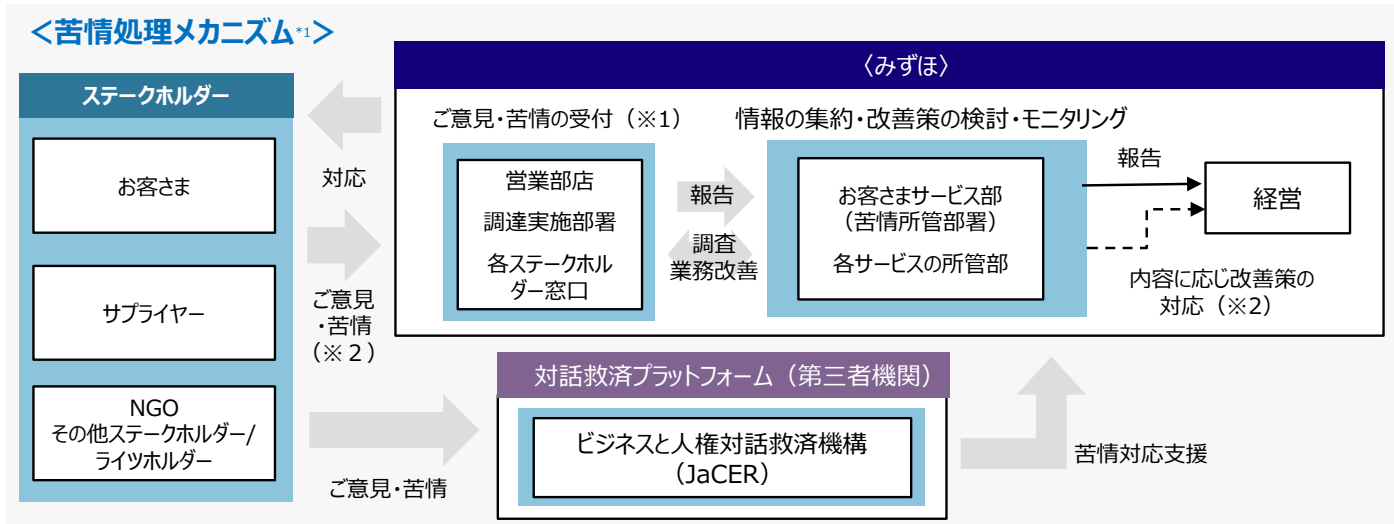 ＜苦情処理メカニズム*1＞
ステークホルダー
お客さま
サプライヤー
NGO
その他ステークホルダー/
ライツホルダー
対応
ご意見
・苦情
（※２）
ご意見・苦情
〈みずほ〉
ご意見・苦情の受付（※1）
営業部店
調達実施部署
各ステークホル
ダー窓口
報告
調査
業務改善
情報の集約・改善策の検討・モニタリング
お客さまサービス部
（苦情所管部署）
各サービスの所管部
報告
経営
内容に応じ改善策の
対応（※2）
対話救済プラットフォーム（第三者機関）
ビジネスと人権対話救済機構
（JaCER）
苦情対応支援